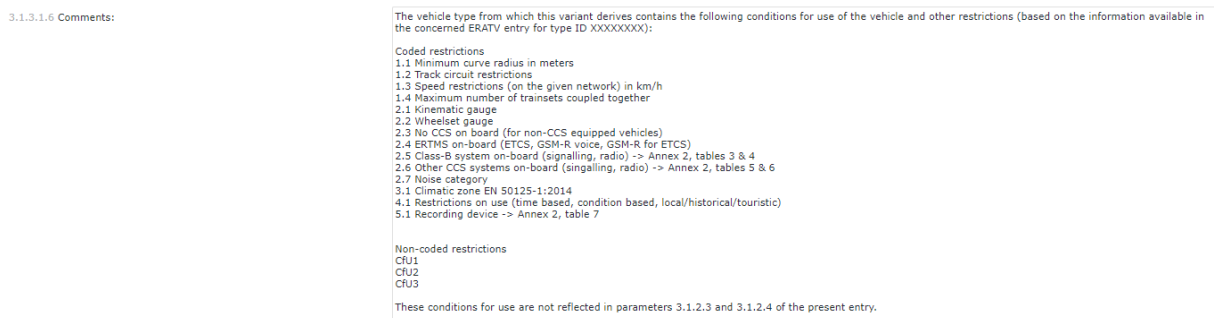 3.1.3.1.6 Comments:
The vehicle type from which this variant derives contains the following conditions for use of the vehicle and other restrictions (based on the information available in
the concerned ERATV entry for type ID XXXXXXXX):
Coded restrictions
1.1 Minimum curve radius in meters
1.2 Track circuit restrictions
1.3 Speed restrictions (on the given network) in km/h
1.4 Maximum number of trainsets coupled together
2.1 Kinematic gauge
2.2 Wheelset gauge
2.3 No CCS on board (for non-CCS equipped vehicles)
2.4 ERTMS on-board (ETCS, GSM-R voice, GSM-R for ETCS)
2.5 Class-B system on-board (signalling, radio) -> Annex 2, tables 3 & 4
2.6 Other CCS systems on-board (singalling, radio) -> Annex 2, tables 5 & 6
2.7 Noise category
3.1 Climatic zone EN 50125-1:2014
4.1 Restrictions on use (time based, condition based, local/historical/touristic)
5.1 Recording device -> Annex 2, table 7
Non-coded restrictions
CfU1
CfU2
CfU3
These conditions for use are not reflected in parameters 3.1.2.3 and 3.1.2.4 of the present entry.